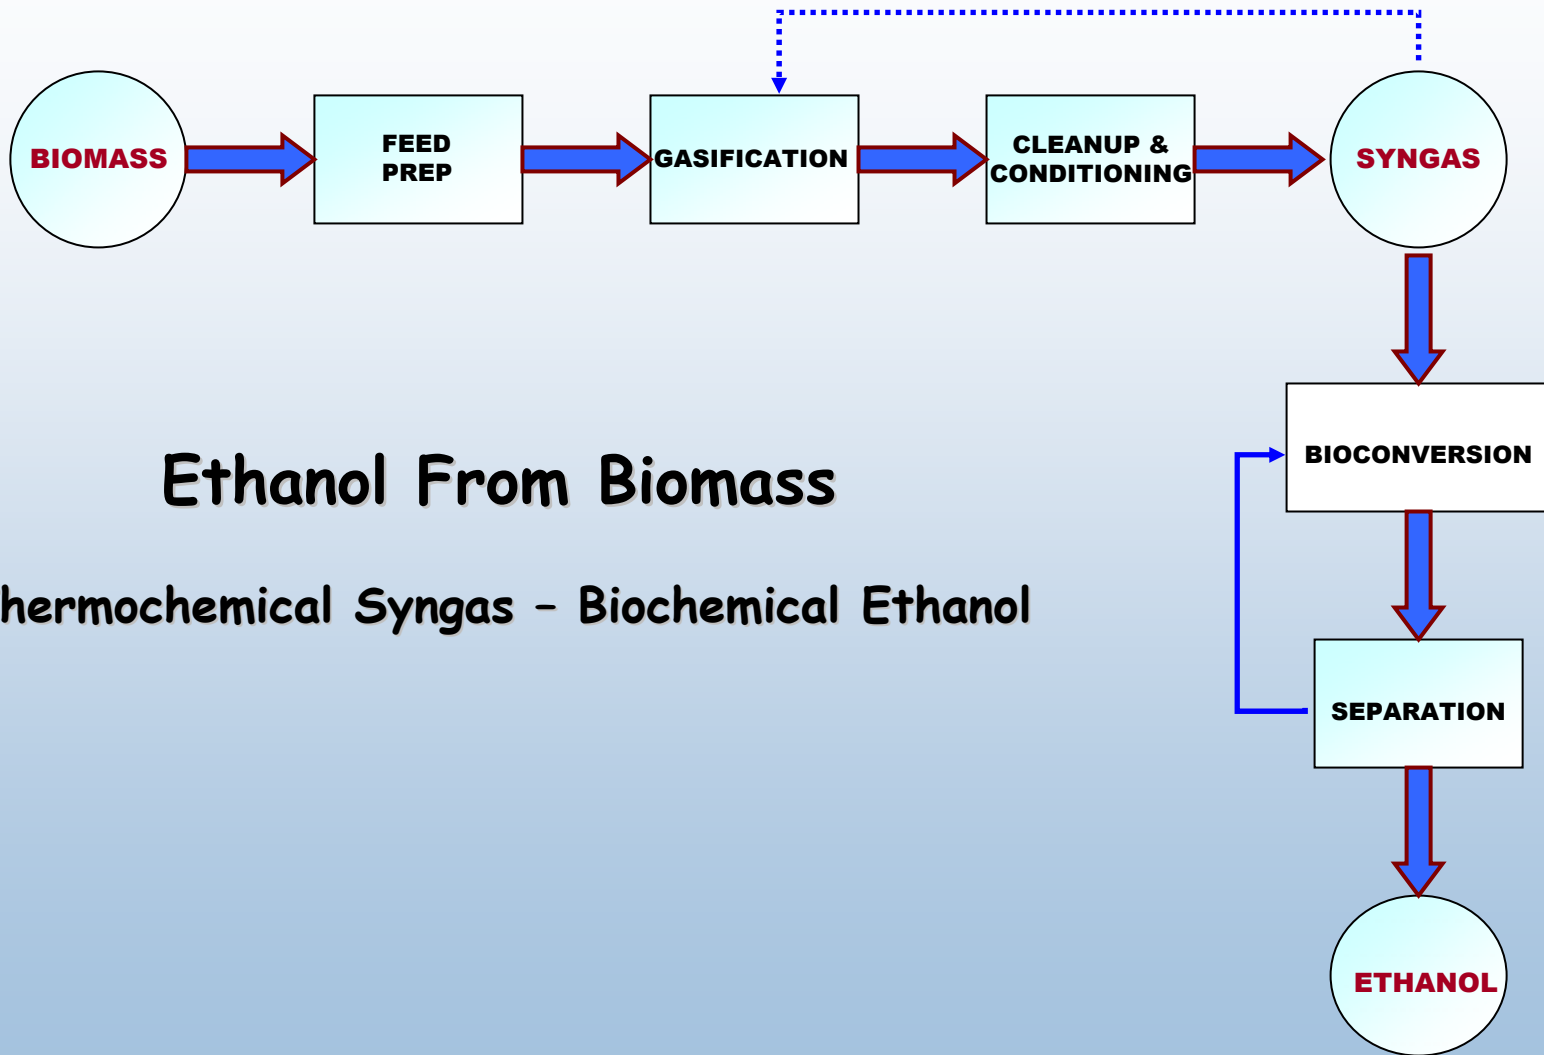 BIOMASS
FEED
PREP
GASIFICATION
CLEANUP &
CONDITIONING
SYNGAS
BIOCONVERSION
Ethanol From Biomass
hermochemical Syngas – Biochemical Ethanol
SEPARATION
ETHANOL